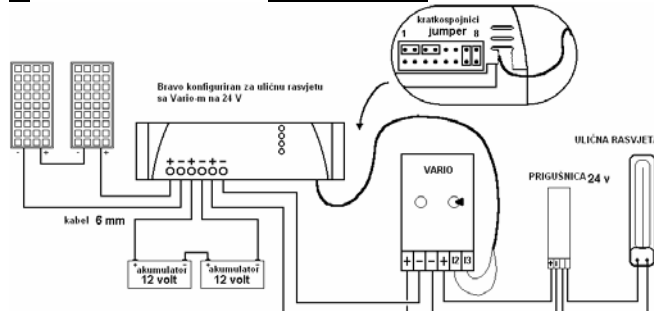 kratkospojnici
jumper
1 8
Bravo konfiguriran za uličnu rasvjetu
sa Vario-m na 24 V
ULIČNA RASVJETA
VARIO
PRIGUŠNICA 24 v
- + - +
+ - + - + -
kabel 6 mm
+ - - + I2 I3
+ - + -
akumulator akumulator
12 volt 12 volt